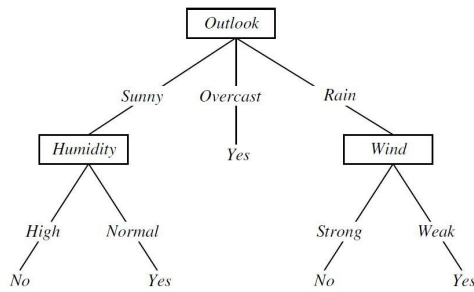 Outlook
Sunny Overcast Rain
Humidity Yes Wind
High Normal Strong Weak
No Yes No Yes